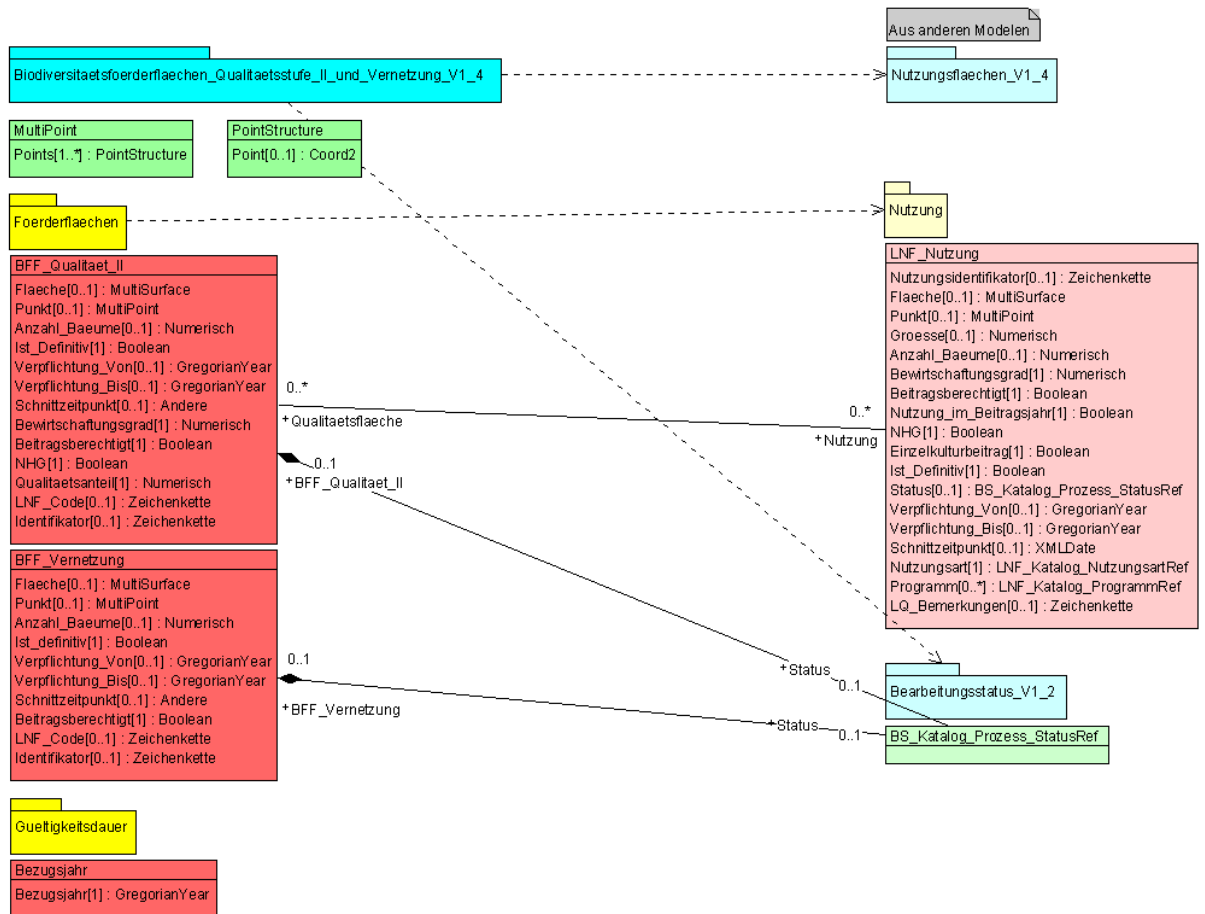 Aus anderen Modelen
Biodiversitaetsfoerderflaechen_Qualitaetsstufe_II_und_Vernetzung_V1_4
Nutzungsflaechen_V1_4
MultiPoint
Points[1..*] : PointStructure
PointStructure
Point[0..1] : Coord2
Foerderflaechen
Nutzung
BFF_Qualitaet_II
Flaeche[0..1] : MultiSurface
Punkt[0..1] : MultiPoint
Anzahl_Baeume[0..1] : Numerisch
Ist_Definitiv[1] : Boolean
Verpflichtung_Von[0..1] : GregorianYear
Verpflichtung_Bis[0..1] : GregorianYear
Schnittzeitpunkt[0..1] : Andere
Bewirtschaftungsgrad[1] : Numerisch
Beitragsberechtigt[1] : Boolean
NHG[1] : Boolean
Qualitaetsanteil[1] : Numerisch
LNF_Code[0..1] : Zeichenkette
Identifikator[0..1] : Zeichenkette
0..*
+Qualitaetsflaeche
0..*
+Nutzung
0..1
+BFF_Qualitaet_II
LNF_Nutzung
Nutzungsidentifikator[0..1] : Zeichenkette
Flaeche[0..1] : MultiSurface
Punkt[0..1] : MultiPoint
Groesse[0..1] : Numerisch
Anzahl_Baeume[0..1] : Numerisch
Bewirtschaftungsgrad[1] : Numerisch
Beitragsberechtigt[1] : Boolean
Nutzung_im_Beitragsjahr[1] : Boolean
NHG[1] : Boolean
Einzelkulturbeitrag[1] : Boolean
Ist_Definitiv[1] : Boolean
Status[0..1] : BS_Katalog_Prozess_StatusRef
Verpflichtung_Von[0..1] : GregorianYear
Verpflichtung_Bis[0..1] : GregorianYear
Schnittzeitpunkt[0..1] : XMLDate
Nutzungsart[1] : LNF_Katalog_NutzungsartRef
Programm[0..*] : LNF_Katalog_ProgrammRef
LQ_Bemerkungen[0..1] : Zeichenkette
BFF_Vernetzung
Flaeche[0..1] : MultiSurface
Punkt[0..1] : MultiPoint
Anzahl_Baeume[0..1] : Numerisch
Ist_definitiv[1] : Boolean
Verpflichtung_Von[0..1] : GregorianYear
Verpflichtung_Bis[0..1] : GregorianYear
Schnittzeitpunkt[0..1] : Andere
Beitragsberechtigt[1] : Boolean
LNF_Code[0..1] : Zeichenkette
Identifikator[0..1] : Zeichenkette
0..1
+BFF_Vernetzung
+Status
0..1
+Status
0..1
Bearbeitungsstatus_V1_2
BS_Katalog_Prozess_StatusRef
Gueltigkeitsdauer
Bezugsjahr
Bezugsjahr[1] : GregorianYear